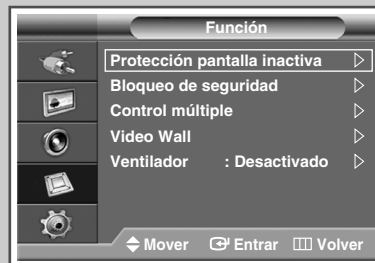 Función
Protección pantalla inactiva
Bloqueo de seguridad
Control múltiple
Video Wall
Ventilador : Desactivado
Mover Entrar Volver